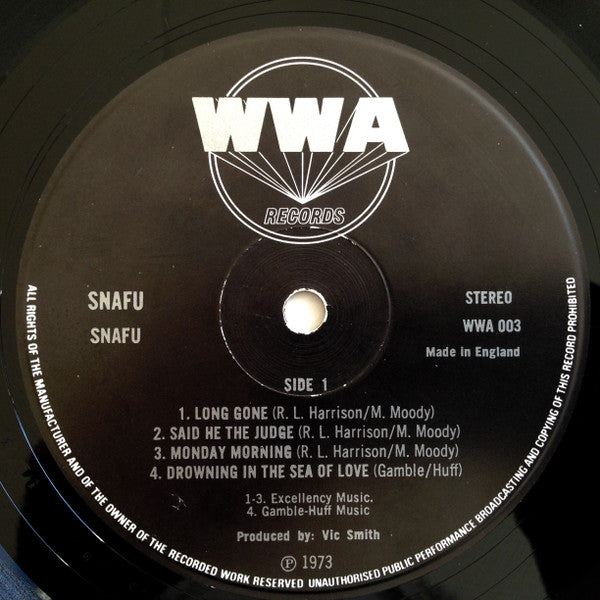 WWA
RECORDS
SNAFU
SNAFU
STEREO
WWA 003
Made in England
SIDE 1
1. LONG GONE (R. L. Harrison/M. Moody)
2. SAID HE THE JUDGE (R. L. Harrison/M. Moody)
3. MONDAY MORNING (R. L. Harrison/M. Moody)
4. DROWNING IN THE SEA OF LOVE (Gamble/Huff)
1-3. Excellency Music.
4. Gamble-Huff Music
Produced by: Vic Smith
Ⓟ 1973
ALL RIGHTS OF THE MANUFACTURER AND OF THE OWNER OF THE RECORDED WORK RESERVED UNAUTHORISED PUBLIC PERFORMANCE BROADCASTING AND COPYING OF THIS RECORD PROHIBITED